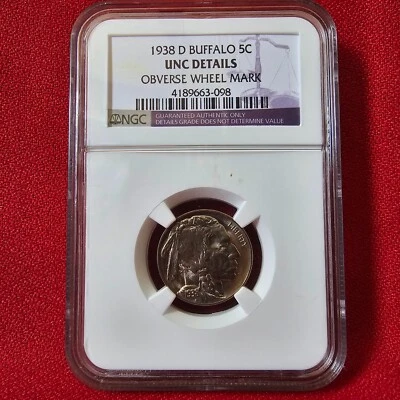 1938 D BUFFALO 5C
UNC DETAILS
OBVERSE WHEEL MARK
4189663-098
NGC
GUARANTEED AUTHENTIC ONLY
DETAILS GRADE DOES NOT DETERMINE VALUE
LIBERTY
1938